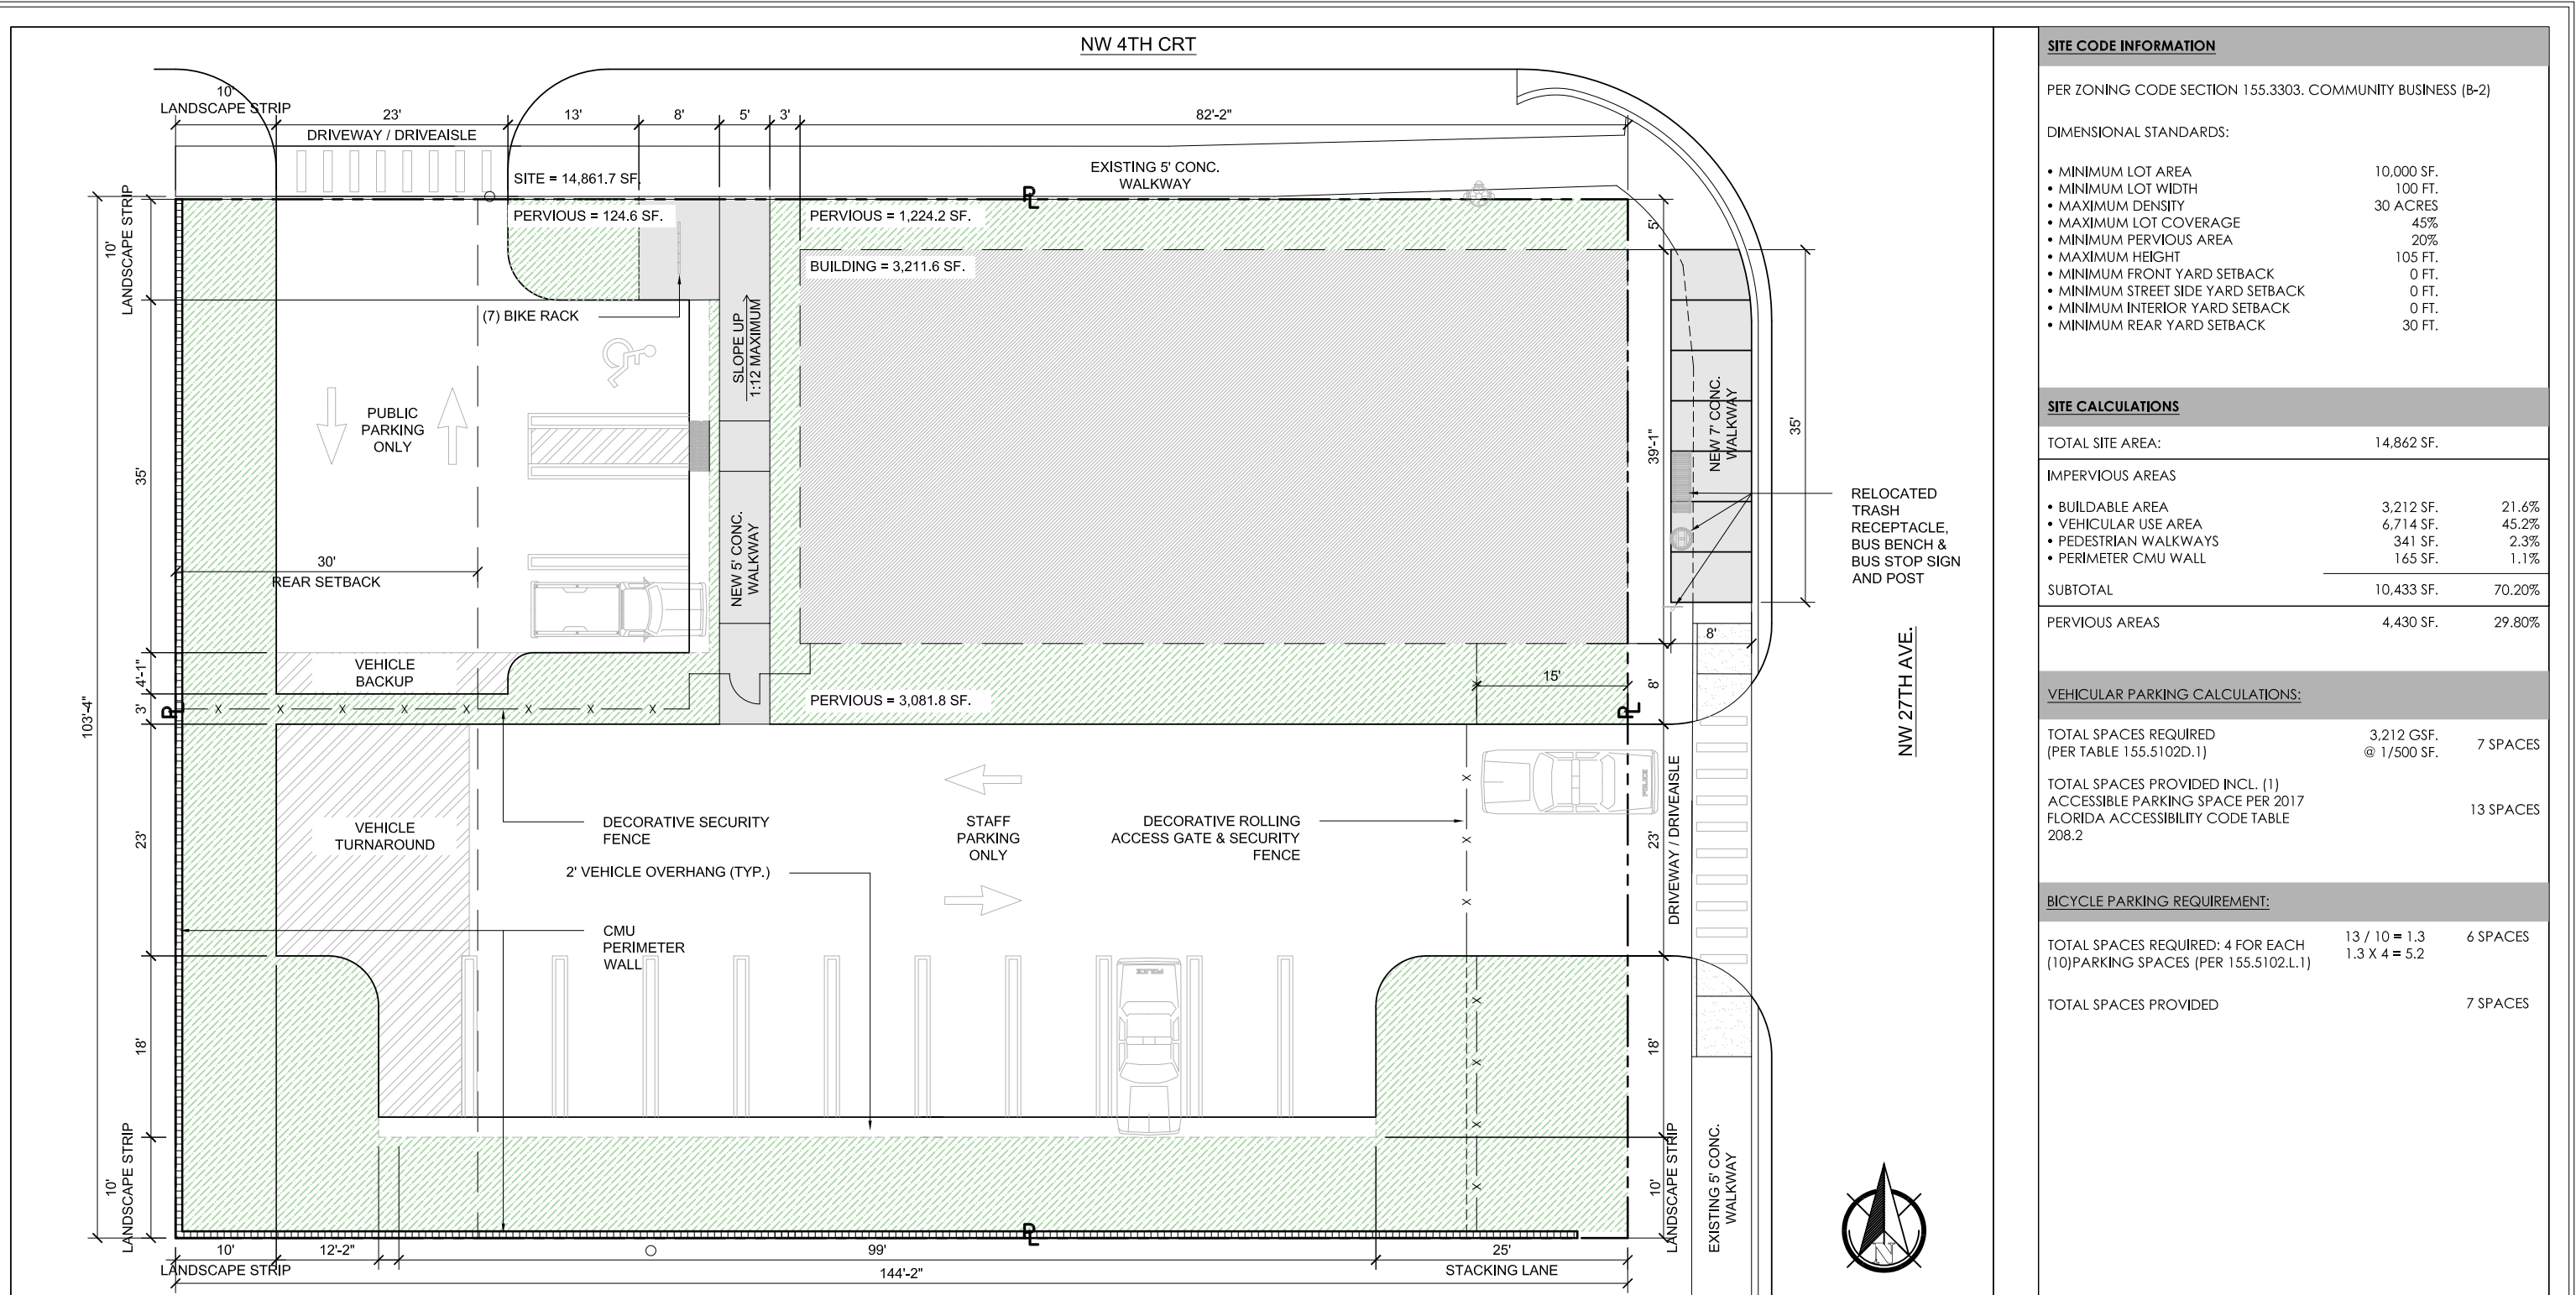 NW 4TH CRT
10'
LANDSCAPE STRIP
23'
DRIVEWAY / DRIVEAISLE
13'
8'
5'
3'
82'-2"
EXISTING 5' CONC.
WALKWAY
SITE = 14,861.7 SF.
PERVIOUS = 124.6 SF.
PERVIOUS = 1,224.2 SF.
BUILDING = 3,211.6 SF.
(7) BIKE RACK
SLOPE UP
1:12 MAXIMUM
PUBLIC
PARKING
ONLY
30'
REAR SETBACK
NEW 5' CONC.
WALKWAY
VEHICLE
BACKUP
PERVIOUS = 3,081.8 SF.
15'
PL
PL
PL
PL
X X X X X X X X
10'
LANDSCAPE STRIP
35'
4'-1"
3'
103'-4"
23'
18'
10'
LANDSCAPE STRIP
VEHICLE
TURNAROUND
DECORATIVE SECURITY
FENCE
2' VEHICLE OVERHANG (TYP.)
CMU
PERIMETER
WALL
STAFF
PARKING
ONLY
DECORATIVE ROLLING
ACCESS GATE & SECURITY
FENCE
X
X
X
POLICE
POLICE
X
X
X
X
5'
39'-1"
8'
23'
DRIVEWAY / DRIVEAISLE
18'
10'
LANDSCAPE STRIP
NEW 7' CONC.
WALKWAY
35'
8'
RELOCATED
TRASH
RECEPTACLE,
BUS BENCH &
BUS STOP SIGN
AND POST
NW 27TH AVE.
EXISTING 5' CONC.
WALKWAY
N
10'
LANDSCAPE STRIP
12'-2"
99'
25'
STACKING LANE
144'-2"
SITE CODE INFORMATION
PER ZONING CODE SECTION 155.3303. COMMUNITY BUSINESS (B-2)
DIMENSIONAL STANDARDS:
• MINIMUM LOT AREA 10,000 SF.
• MINIMUM LOT WIDTH 100 FT.
• MAXIMUM DENSITY 30 ACRES
• MAXIMUM LOT COVERAGE 45%
• MINIMUM PERVIOUS AREA 20%
• MAXIMUM HEIGHT 105 FT.
• MINIMUM FRONT YARD SETBACK 0 FT.
• MINIMUM STREET SIDE YARD SETBACK 0 FT.
• MINIMUM INTERIOR YARD SETBACK 0 FT.
• MINIMUM REAR YARD SETBACK 30 FT.
SITE CALCULATIONS
TOTAL SITE AREA: 14,862 SF.
IMPERVIOUS AREAS
• BUILDABLE AREA 3,212 SF. 21.6%
• VEHICULAR USE AREA 6,714 SF. 45.2%
• PEDESTRIAN WALKWAYS 341 SF. 2.3%
• PERIMETER CMU WALL 165 SF. 1.1%
SUBTOTAL 10,433 SF. 70.20%
PERVIOUS AREAS 4,430 SF. 29.80%
VEHICULAR PARKING CALCULATIONS:
TOTAL SPACES REQUIRED 3,212 GSF. 7 SPACES
(PER TABLE 155.5102D.1) @ 1/500 SF.
TOTAL SPACES PROVIDED INCL. (1)
ACCESSIBLE PARKING SPACE PER 2017
FLORIDA ACCESSIBILITY CODE TABLE
208.2
13 SPACES
BICYCLE PARKING REQUIREMENT:
TOTAL SPACES REQUIRED: 4 FOR EACH 13 / 10 = 1.3 6 SPACES
(10)PARKING SPACES (PER 155.5102.L.1) 1.3 X 4 = 5.2
TOTAL SPACES PROVIDED 7 SPACES